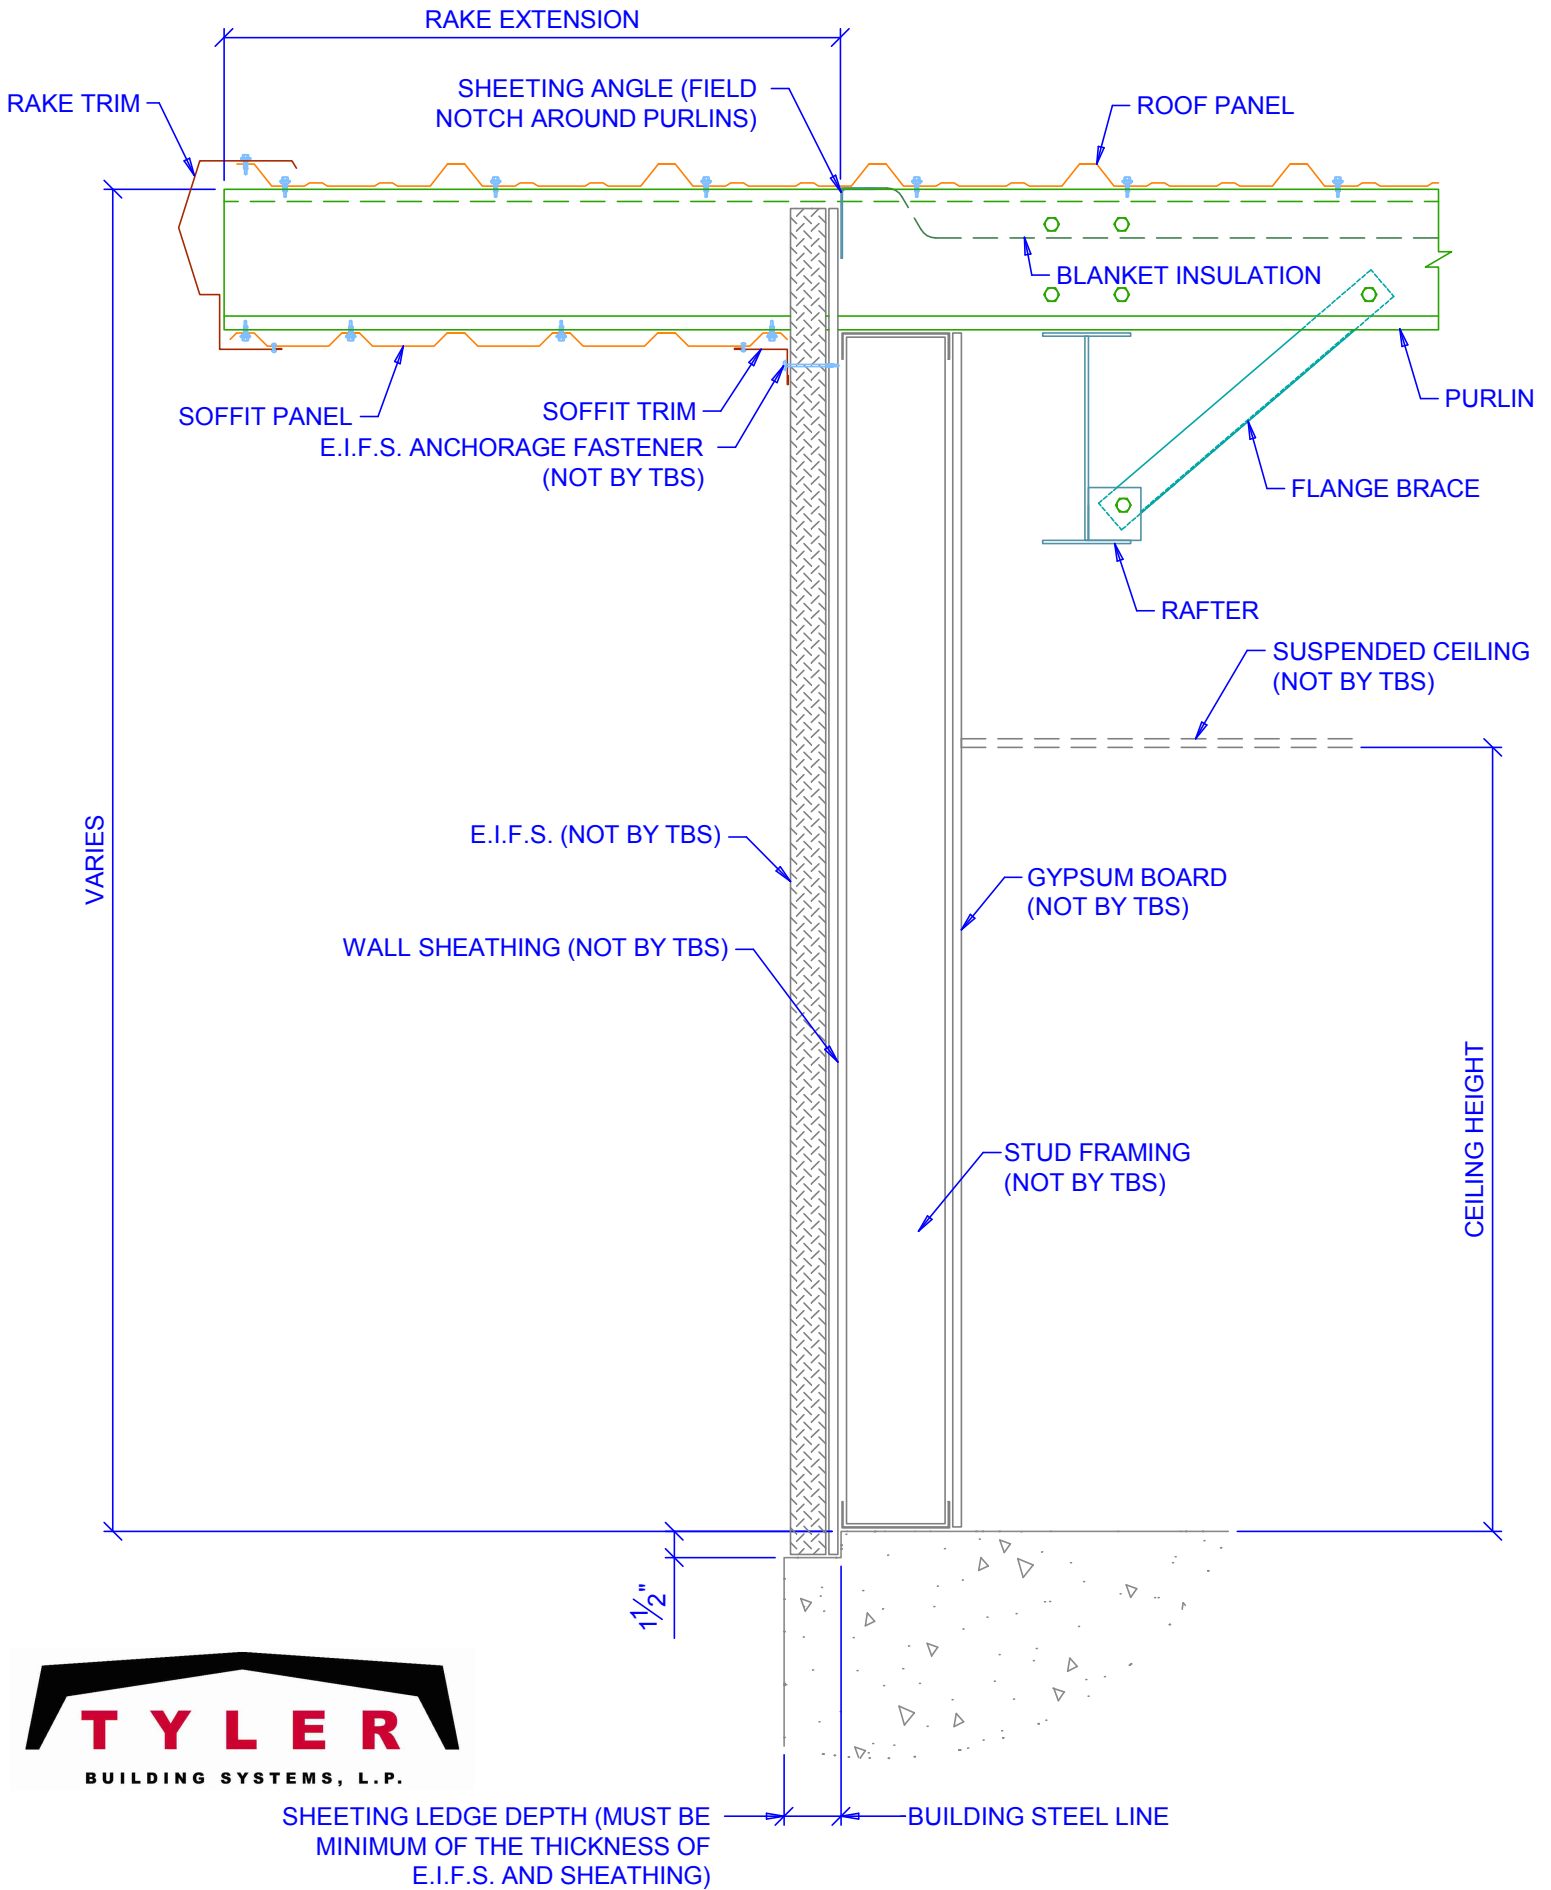 RAKE EXTENSION
RAKE TRIM
SHEETING ANGLE (FIELD
NOTCH AROUND PURLINS)
ROOF PANEL
BLANKET INSULATION
PURLIN
SOFFIT PANEL
SOFFIT TRIM
E.I.F.S. ANCHORAGE FASTENER
(NOT BY TBS)
FLANGE BRACE
RAFTER
SUSPENDED CEILING
(NOT BY TBS)
VARIES
E.I.F.S. (NOT BY TBS)
GYPSUM BOARD
(NOT BY TBS)
WALL SHEATHING (NOT BY TBS)
CEILING HEIGHT
STUD FRAMING
(NOT BY TBS)
1½"
TYLER
BUILDING SYSTEMS, L.P.
SHEETING LEDGE DEPTH (MUST BE
MINIMUM OF THE THICKNESS OF
E.I.F.S. AND SHEATHING)
BUILDING STEEL LINE